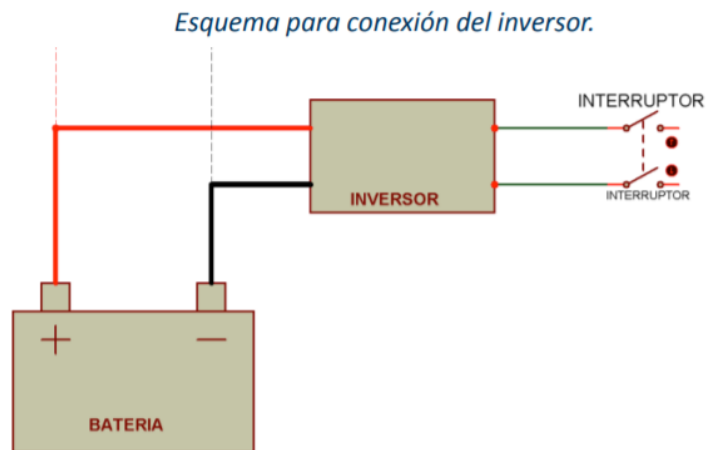 Esquema para conexión del inversor.
INTERRUPTOR
INVERSOR
INTERRUPTOR
+ —
BATERIA